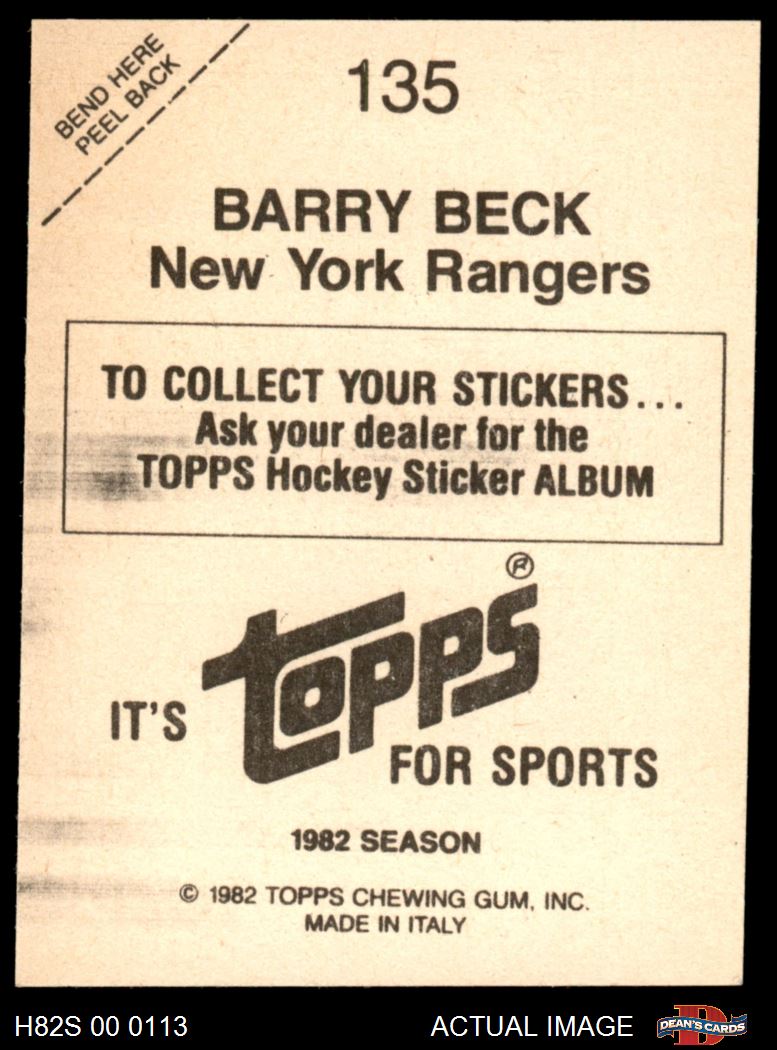 BEND HERE
PEEL BACK
135
BARRY BECK
New York Rangers
TO COLLECT YOUR STICKERS...
Ask your dealer for the
TOPPS Hockey Sticker ALBUM
topps®
IT'S
FOR SPORTS
1982 SEASON
© 1982 TOPPS CHEWING GUM, INC.
MADE IN ITALY
H82S 00 0113
ACTUAL IMAGE
D
DEAN'S CARDS